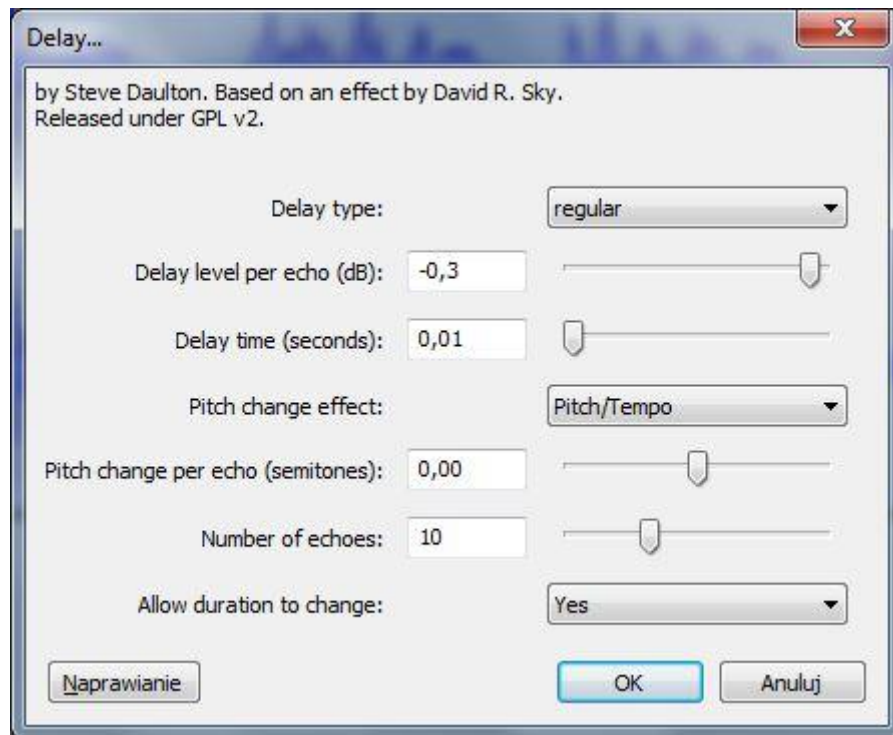 Delay...
by Steve Daulton. Based on an effect by David R. Sky.
Released under GPL v2.
Delay type: regular
Delay level per echo (dB): -0,3
Delay time (seconds): 0,01
Pitch change effect: Pitch/Tempo
Pitch change per echo (semitones): 0,00
Number of echoes: 10
Allow duration to change: Yes
Naprawianie OK Anuluj